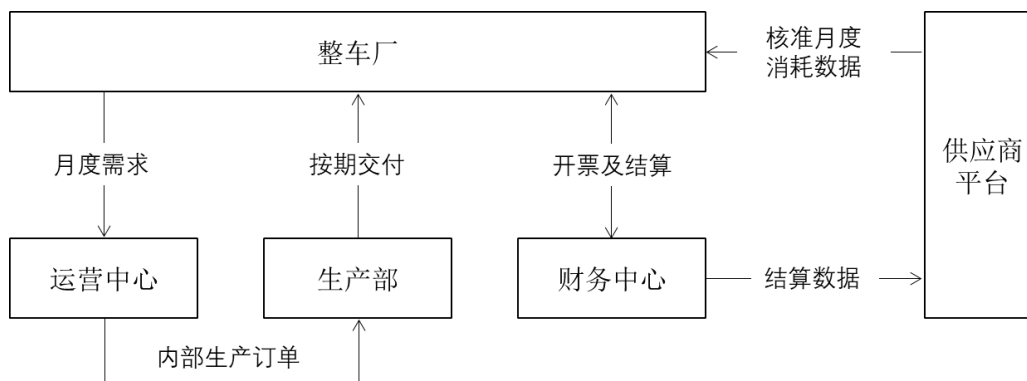 整车厂
核准月度
消耗数据
供应商
平台
月度需求
按期交付
开票及结算
运营中心
生产部
财务中心
结算数据
内部生产订单